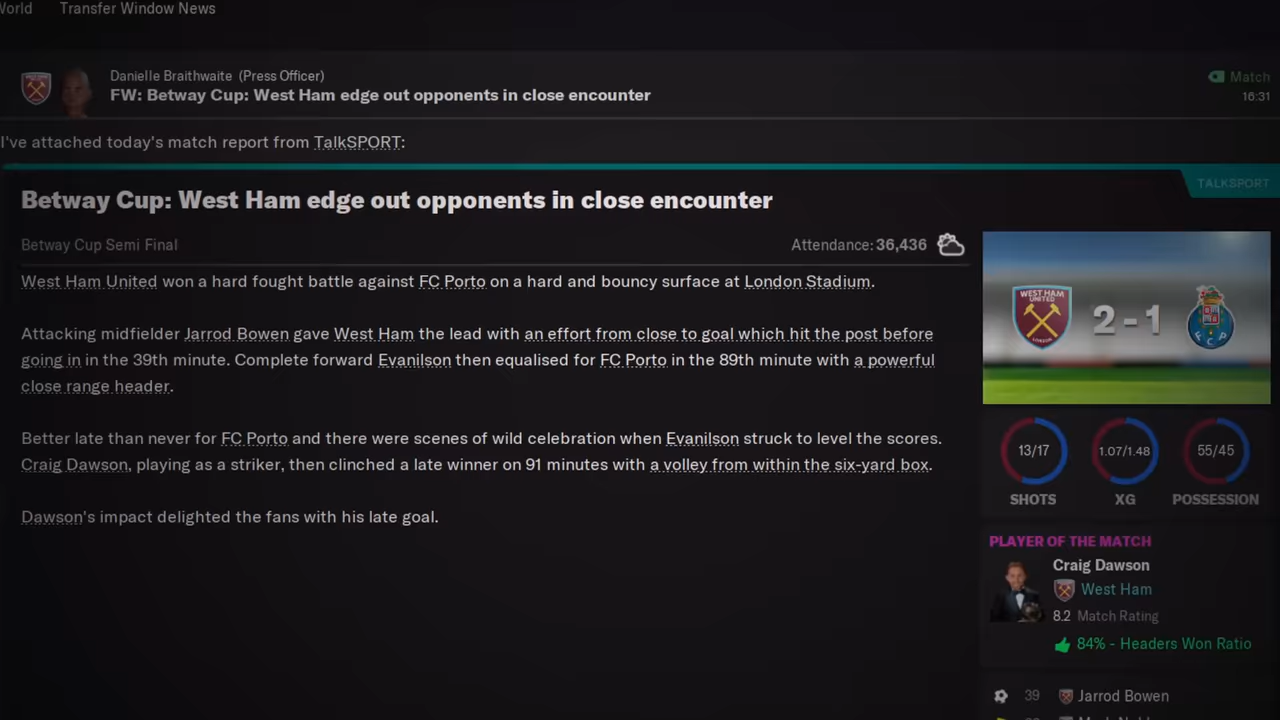 World Transfer Window News
Danielle Braithwaite (Press Officer)
FW: Betway Cup: West Ham edge out opponents in close encounter
Match
16:31
I've attached today's match report from TalkSPORT:
TALKSPORT
Betway Cup: West Ham edge out opponents in close encounter
Betway Cup Semi Final
Attendance: 36,436
West Ham United won a hard fought battle against FC Porto on a hard and bouncy surface at London Stadium.
Attacking midfielder Jarrod Bowen gave West Ham the lead with an effort from close to goal which hit the post before
going in in the 39th minute. Complete forward Evanilson then equalised for FC Porto in the 89th minute with a powerful
close range header.
Better late than never for FC Porto and there were scenes of wild celebration when Evanilson struck to level the scores.
Craig Dawson, playing as a striker, then clinched a late winner on 91 minutes with a volley from within the six-yard box.
Dawson's impact delighted the fans with his late goal.
WEST HAM
UNITED
LONDON
2 - 1
FCP
13/17
1.07/1.48
55/45
SHOTS
XG
POSSESSION
PLAYER OF THE MATCH
Craig Dawson
West Ham
8.2 Match Rating
84% - Headers Won Ratio
39 Jarrod Bowen